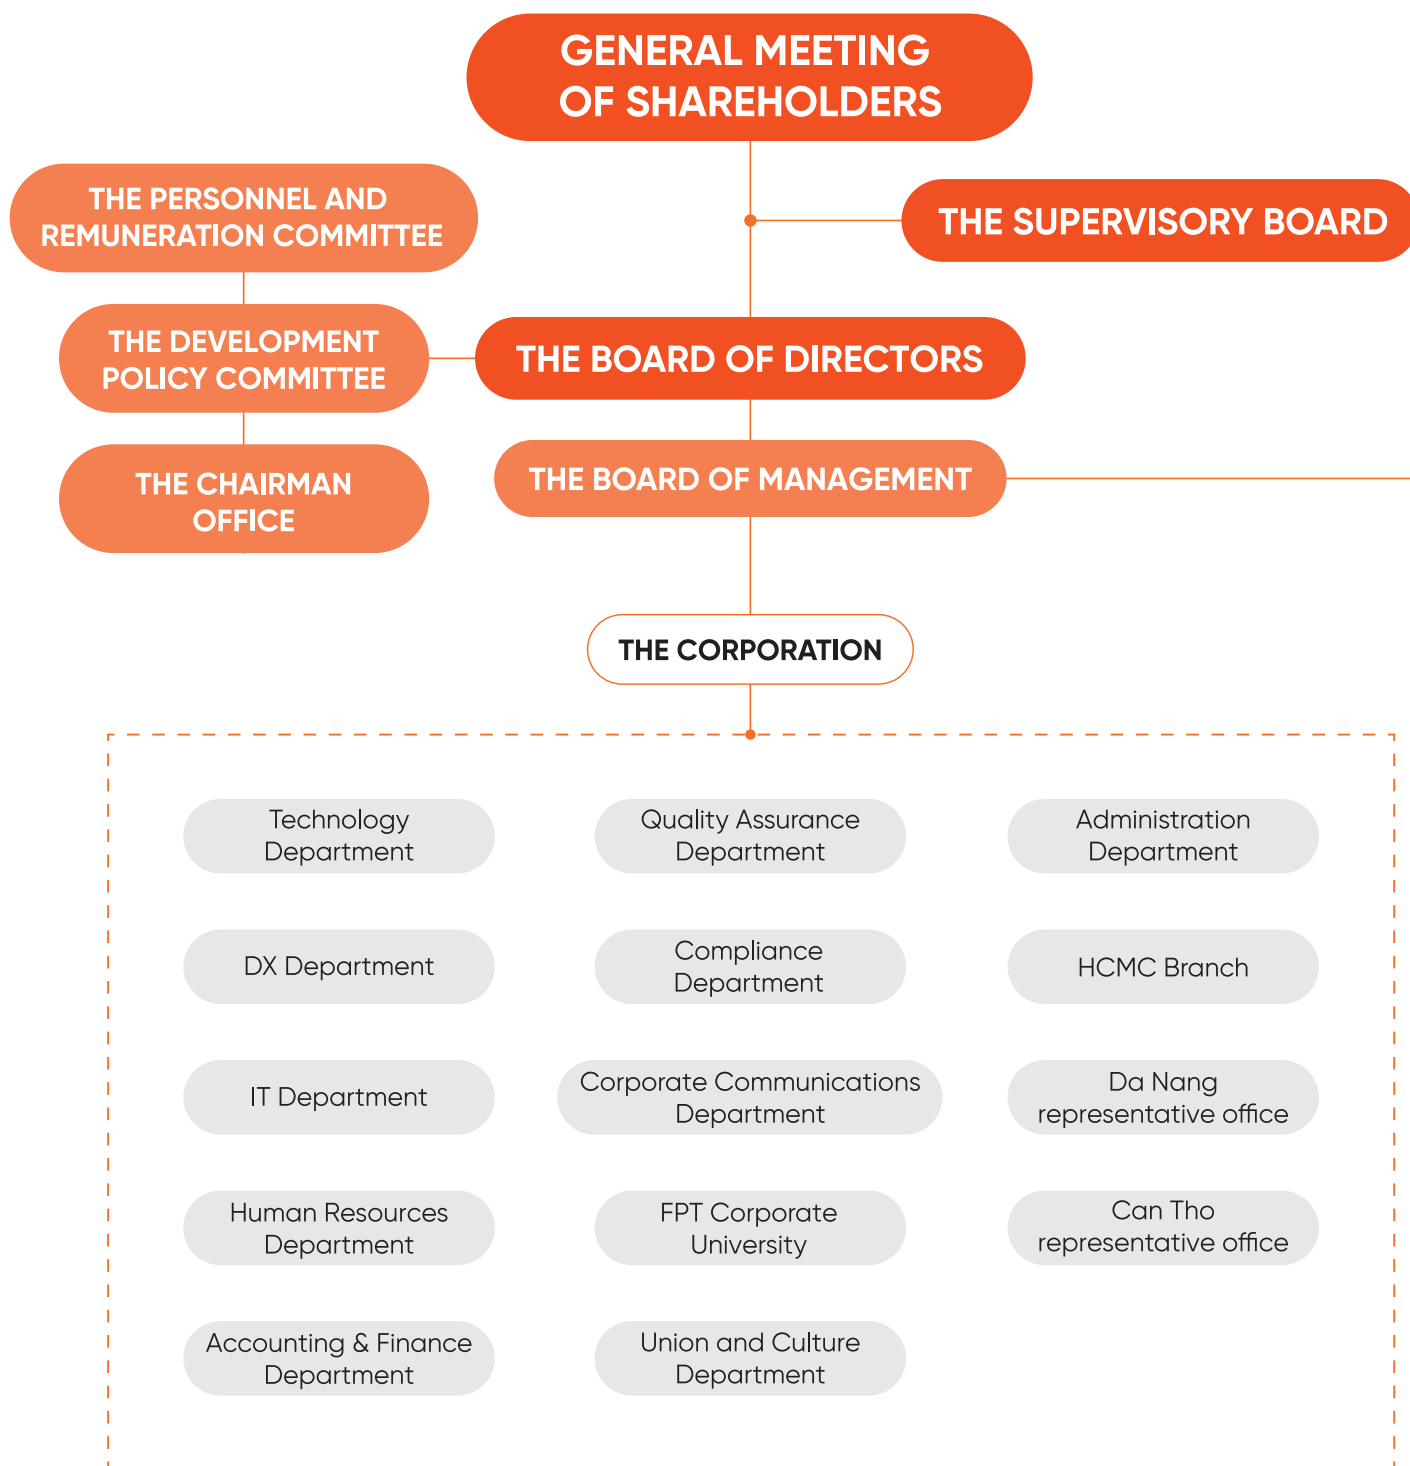 GENERAL MEETING
OF SHAREHOLDERS
THE PERSONNEL AND
REMUNERATION COMMITTEE
THE SUPERVISORY BOARD
THE DEVELOPMENT
POLICY COMMITTEE
THE BOARD OF DIRECTORS
THE CHAIRMAN
OFFICE
THE BOARD OF MANAGEMENT
THE CORPORATION
Technology
Department
Quality Assurance
Department
Administration
Department
DX Department
Compliance
Department
HCMC Branch
IT Department
Corporate Communications
Department
Da Nang
representative office
Human Resources
Department
FPT Corporate
University
Can Tho
representative office
Accounting & Finance
Department
Union and Culture
Department